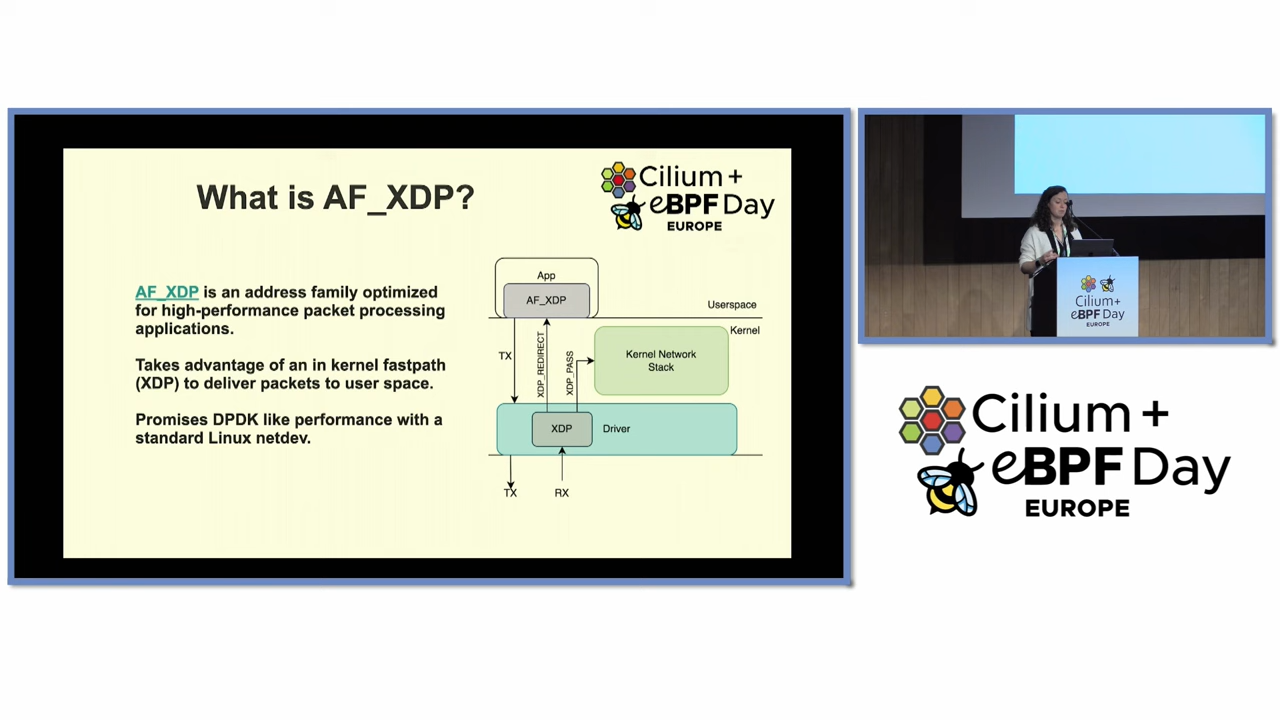 What is AF_XDP?
Cilium +
eBPF Day
EUROPE
AF_XDP is an address family optimized
for high-performance packet processing
applications.
Takes advantage of an in kernel fastpath
(XDP) to deliver packets to user space.
Promises DPDK like performance with a
standard Linux netdev.
App
AF_XDP
Userspace
Kernel
TX
XDP_REDIRECT
XDP_PASS
Kernel Network
Stack
XDP
Driver
TX
RX
Cilium +
eBPF Day
EUROPE
Cilium +
eBPF Day
EUROPE